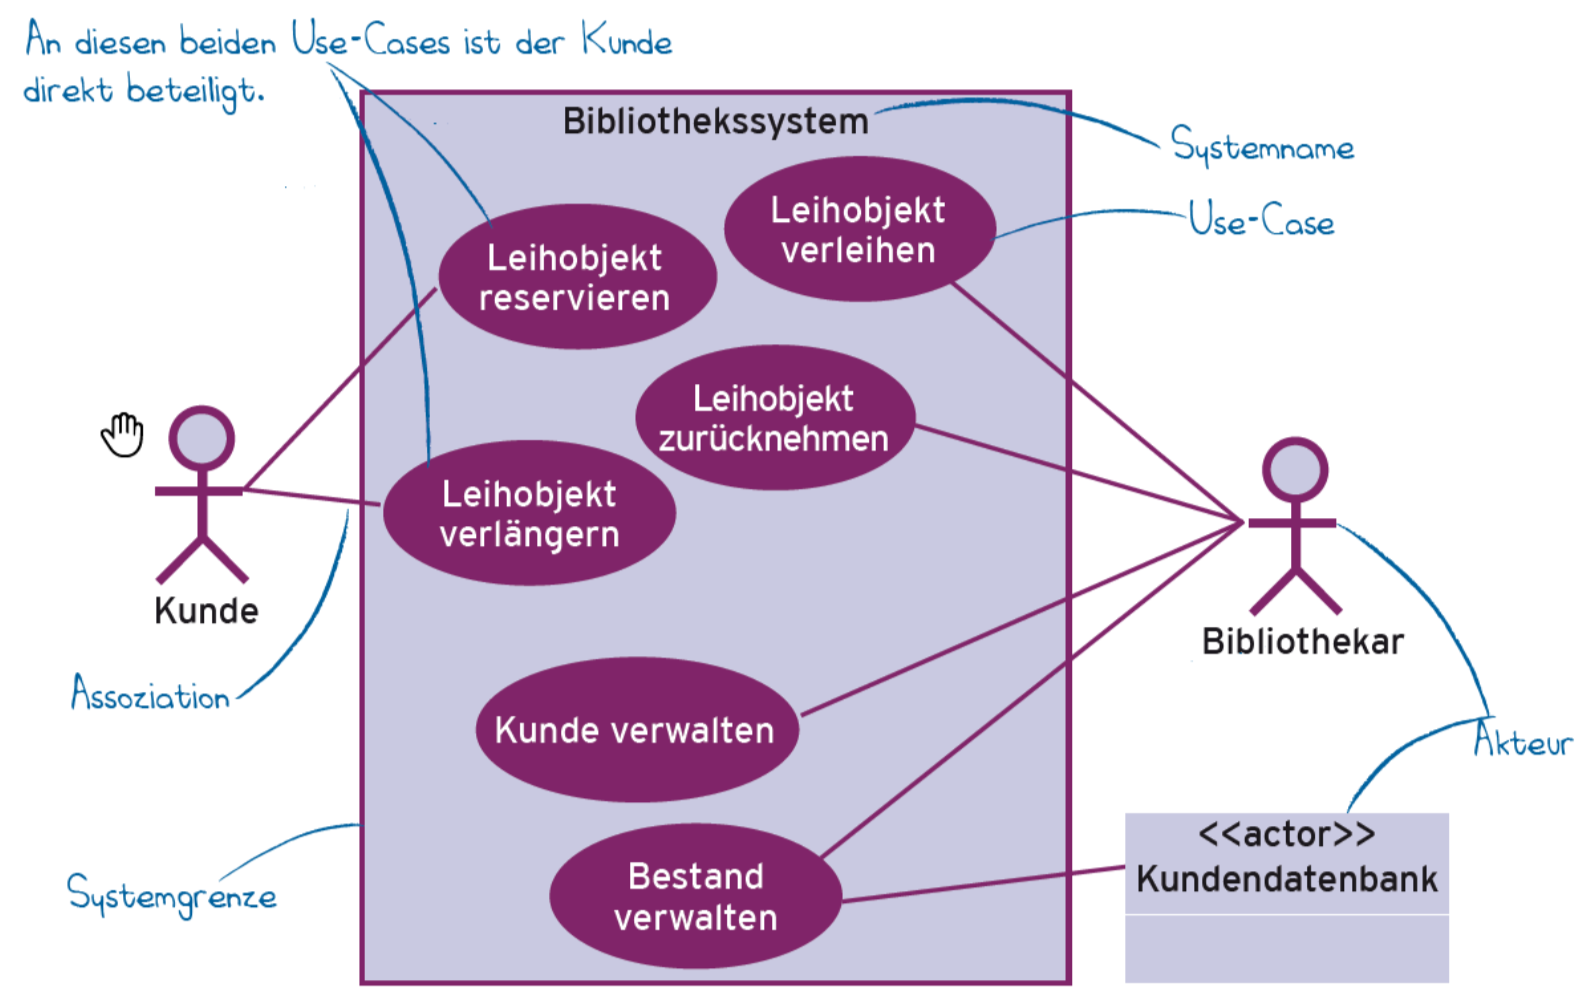 An diesen beiden Use-Cases ist der Kunde
direkt beteiligt.
Bibliothekssystem
Systemname
Leihobjekt
verleihen
Use-Case
Leihobjekt
reservieren
Leihobjekt
zurücknehmen
Leihobjekt
verlängern
Kunde
Bibliothekar
Assoziation
Kunde verwalten
Akteur
<<actor>>
Kundendatenbank
Systemgrenze
Bestand
verwalten